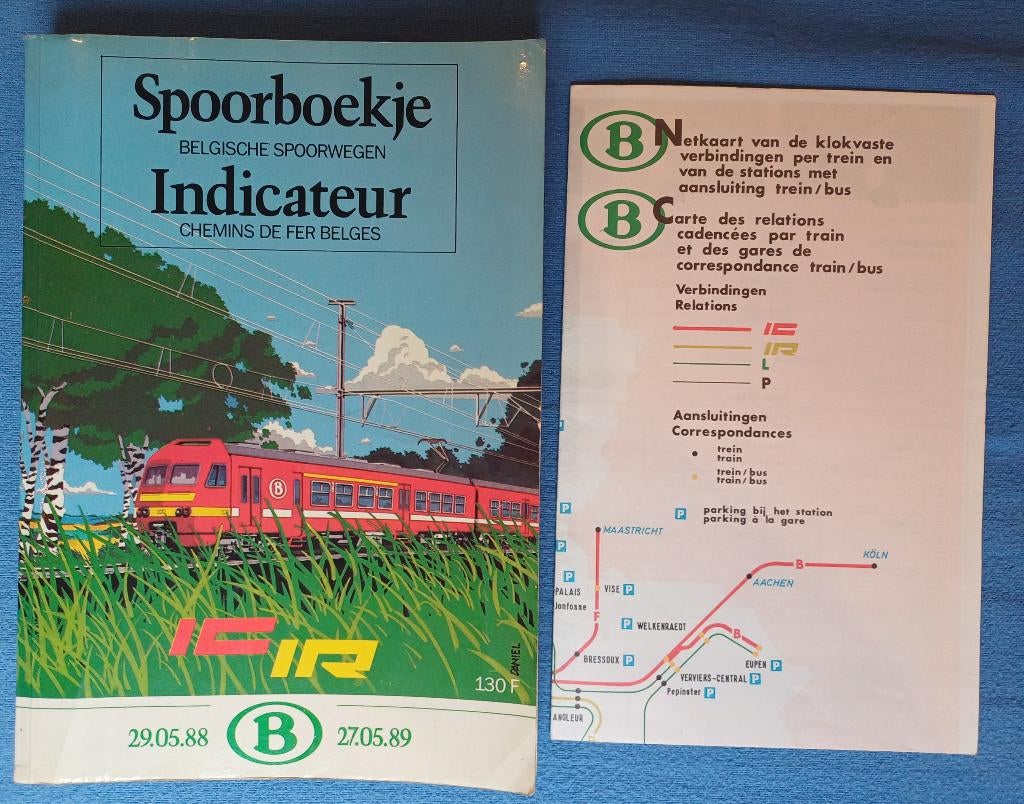 Spoorboekje
BELGISCHE SPOORWEGEN
Indicateur
CHEMINS DE FER BELGES
B
IC
IR
DANIEL
130 F
29.05.88
B
27.05.89
B
Netkaart van de klokvaste
verbindingen per trein en
van de stations met
aansluiting trein/bus
B
Carte des relations
cadencées par train
et des gares de
correspondance train/bus
Verbindingen
Relations
IC
IR
L
P
Aansluitingen
Correspondances
trein
train
trein/bus
train/bus
P
parking bij het station
parking à la gare
P
MAASTRICHT
P
KÖLN
B
AACHEN
P
PALAIS
Jonfosse
VISE P
F
P WELKENRAEDT
B
BRESSOUX P
EUPEN P
VERVIERS-CENTRAL P
Pepinster P
ANGLEUR